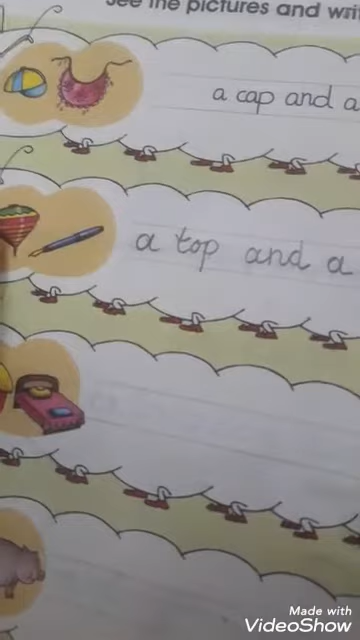 See the pictures and wri
a cap and a
a top and a
Made with
VideoShow